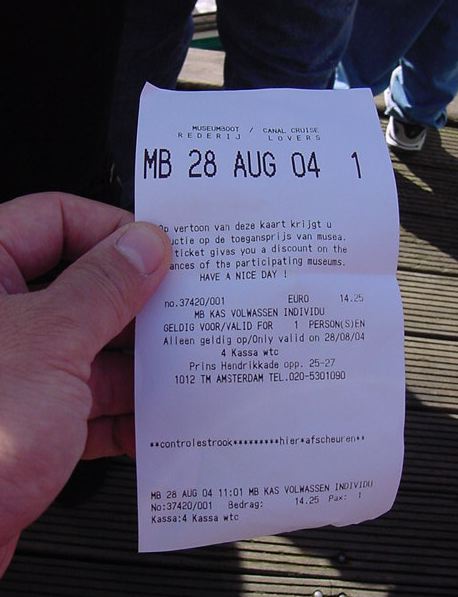 MUSEUMBOOT / CANAL CRUISE
REDERIJ LOVERS
MB 28 AUG 04 1
Op vertoon van deze kaart krijgt u
uctie op de toegangsprijs van musea.
ticket gives you a discount on the
ances of the participating museums.
HAVE A NICE DAY !
no.37420/001 EURO 14.25
MB KAS VOLWASSEN INDIVIDU
GELDIG VOOR/VALID FOR 1 PERSON(S)EN
Alleen geldig op/Only valid on 28/08/04
4 Kassa wtc
Prins Hendrikkade opp. 25-27
1012 TM AMSTERDAM TEL.020-5301090
**controlestrook*********hier*afscheuren**
MB 28 AUG 04 11:01 MB KAS VOLWASSEN INDIVIDU
No:37420/001 Bedrag: 14.25 Pax: 1
Kassa:4 Kassa wtc